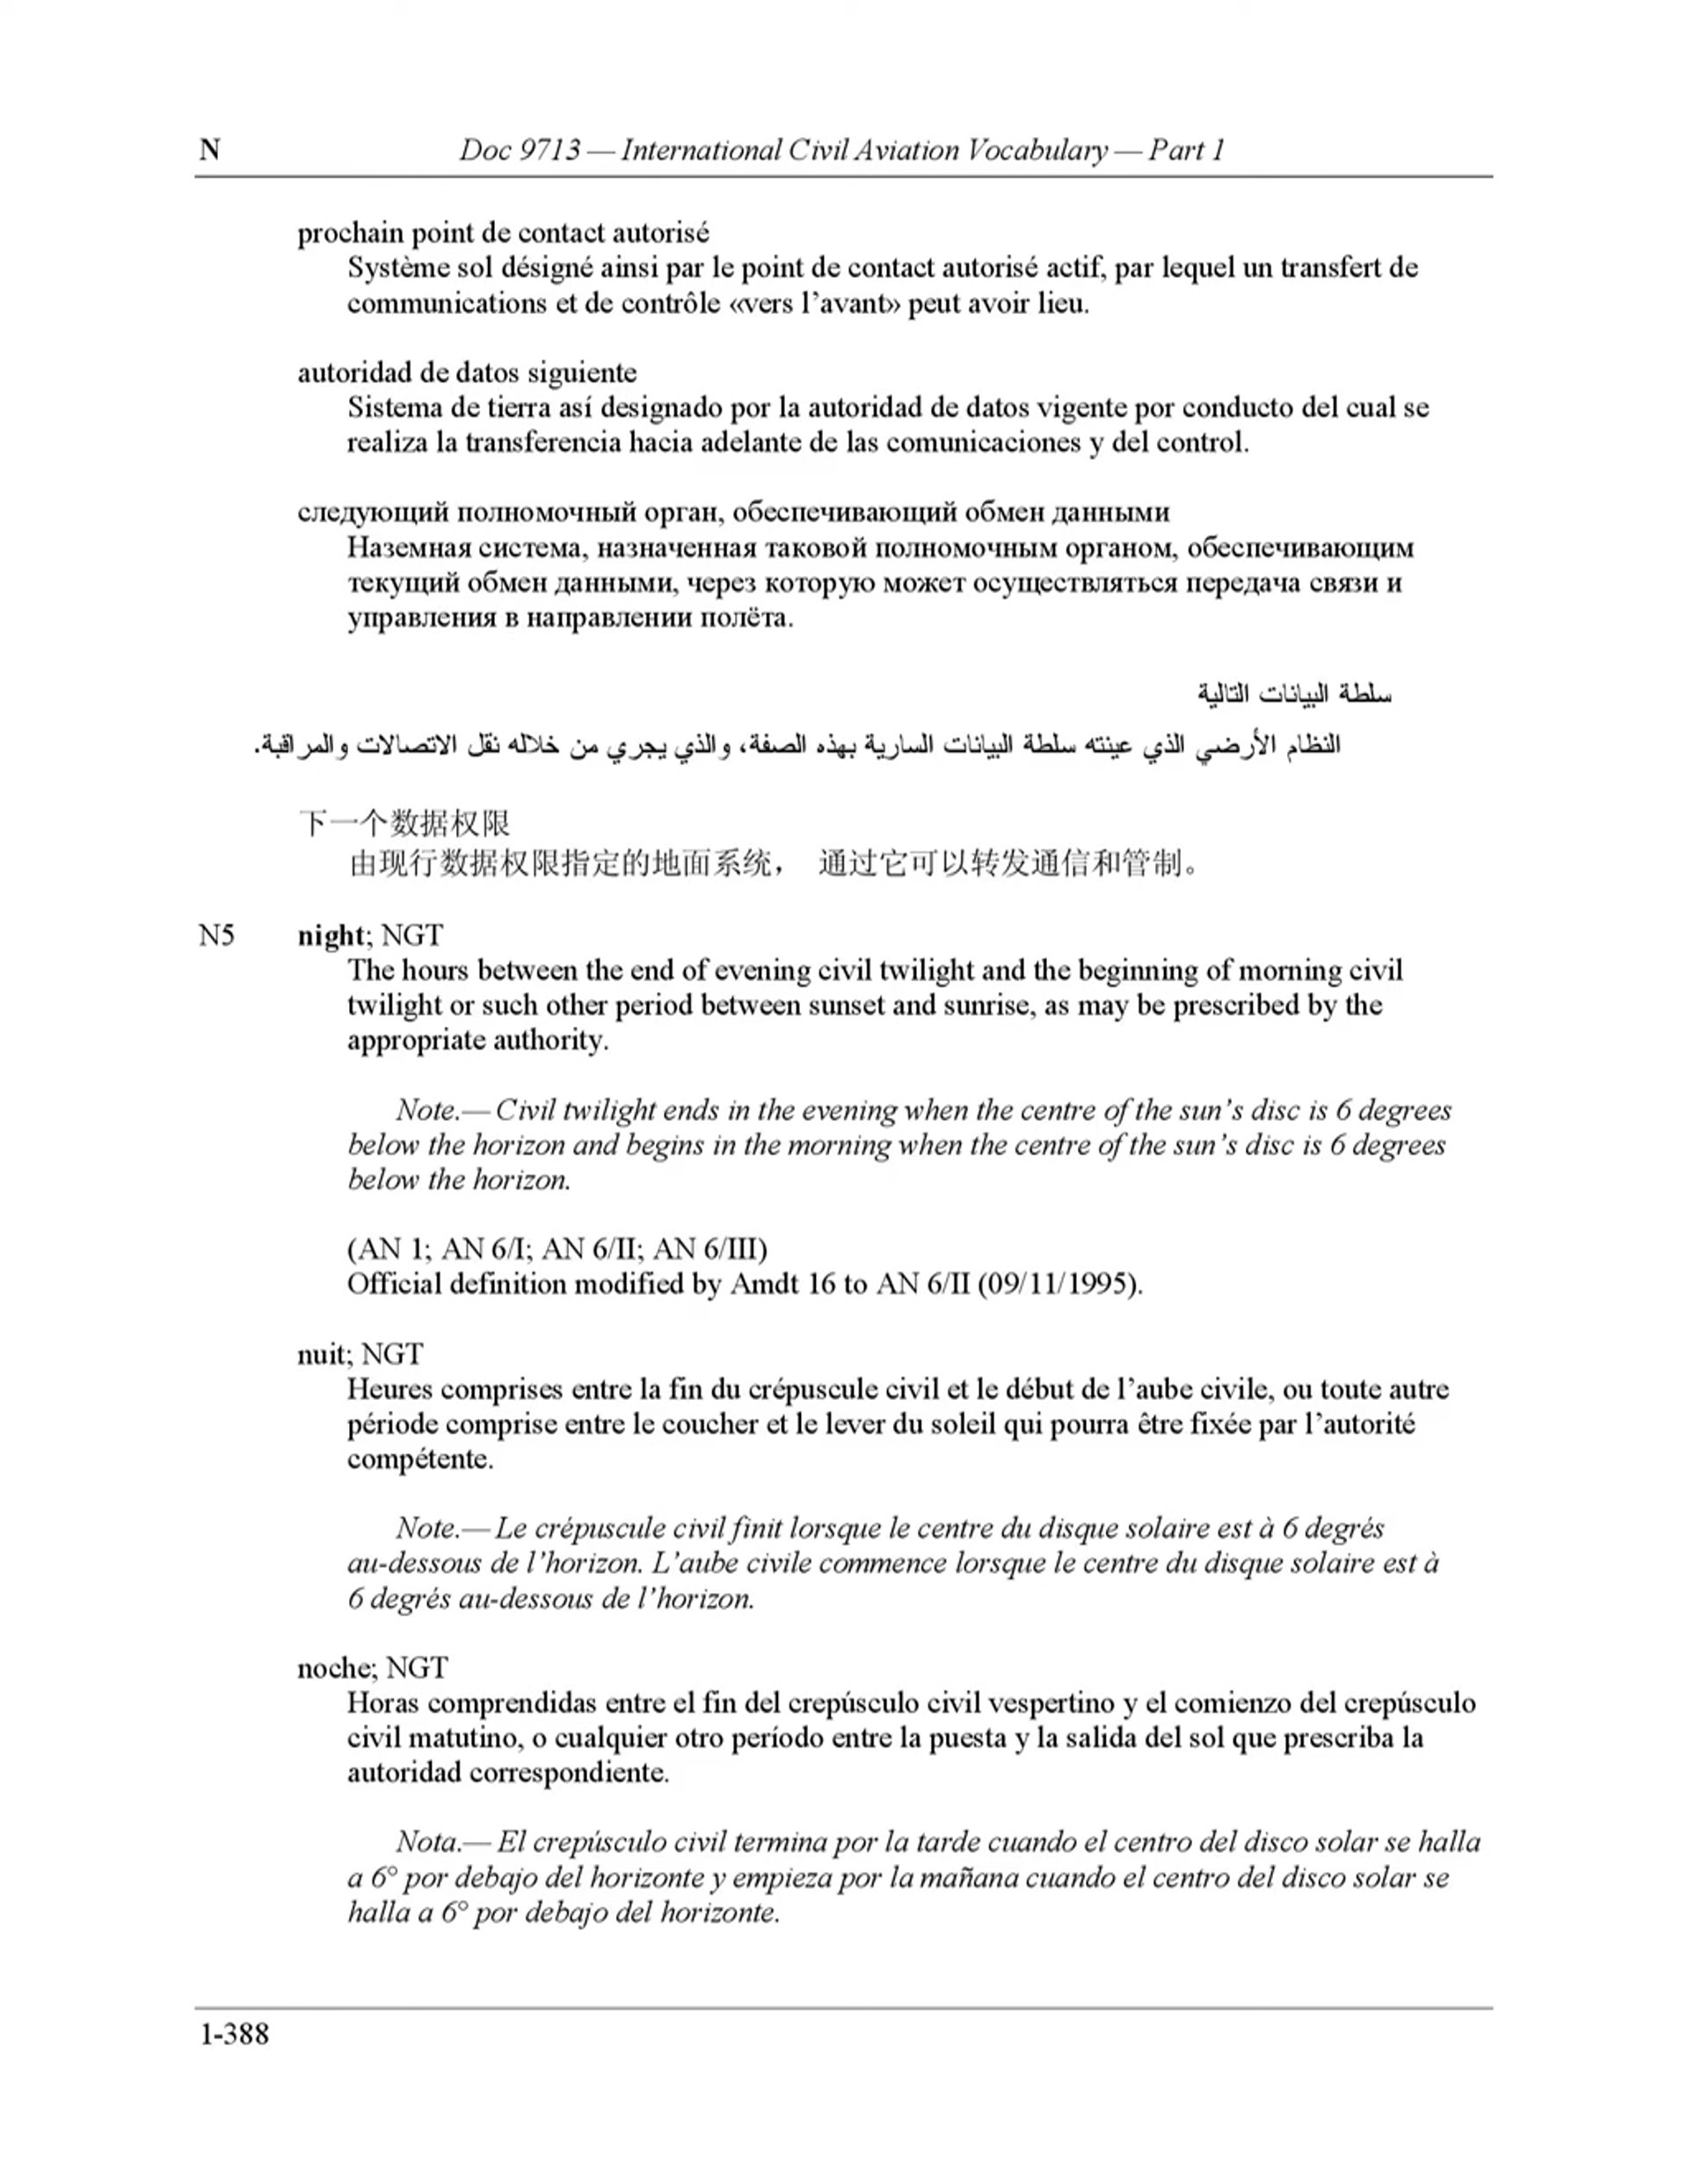 N Doc 9713 — International Civil Aviation Vocabulary — Part 1
prochain point de contact autorisé
Système sol désigné ainsi par le point de contact autorisé actif, par lequel un transfert de
communications et de contrôle «vers l’avant» peut avoir lieu.
autoridad de datos siguiente
Sistema de tierra así designado por la autoridad de datos vigente por conducto del cual se
realiza la transferencia hacia adelante de las comunicaciones y del control.
следующий полномочный орган, обеспечивающий обмен данными
Наземная система, назначенная таковой полномочным органом, обеспечивающим
текущий обмен данными, через которую может осуществляться передача связи и
управления в направлении полёта.
سلطة البيانات التالية
النظام الأرضي الذي عينته سلطة البيانات السارية بهذه الصفة، والذي يجري من خلاله نقل الاتصالات والمراقبة.
下一个数据权限
由现行数据权限指定的地面系统， 通过它可以转发通信和管制。
N5 night; NGT
The hours between the end of evening civil twilight and the beginning of morning civil
twilight or such other period between sunset and sunrise, as may be prescribed by the
appropriate authority.
Note.— Civil twilight ends in the evening when the centre of the sun’s disc is 6 degrees
below the horizon and begins in the morning when the centre of the sun’s disc is 6 degrees
below the horizon.
(AN 1; AN 6/I; AN 6/II; AN 6/III)
Official definition modified by Amdt 16 to AN 6/II (09/11/1995).
nuit; NGT
Heures comprises entre la fin du crépuscule civil et le début de l’aube civile, ou toute autre
période comprise entre le coucher et le lever du soleil qui pourra être fixée par l’autorité
compétente.
Note.— Le crépuscule civil finit lorsque le centre du disque solaire est à 6 degrés
au-dessous de l’horizon. L’aube civile commence lorsque le centre du disque solaire est à
6 degrés au-dessous de l’horizon.
noche; NGT
Horas comprendidas entre el fin del crepúsculo civil vespertino y el comienzo del crepúsculo
civil matutino, o cualquier otro período entre la puesta y la salida del sol que prescriba la
autoridad correspondiente.
Nota.— El crepúsculo civil termina por la tarde cuando el centro del disco solar se halla
a 6° por debajo del horizonte y empieza por la mañana cuando el centro del disco solar se
halla a 6° por debajo del horizonte.
1-388